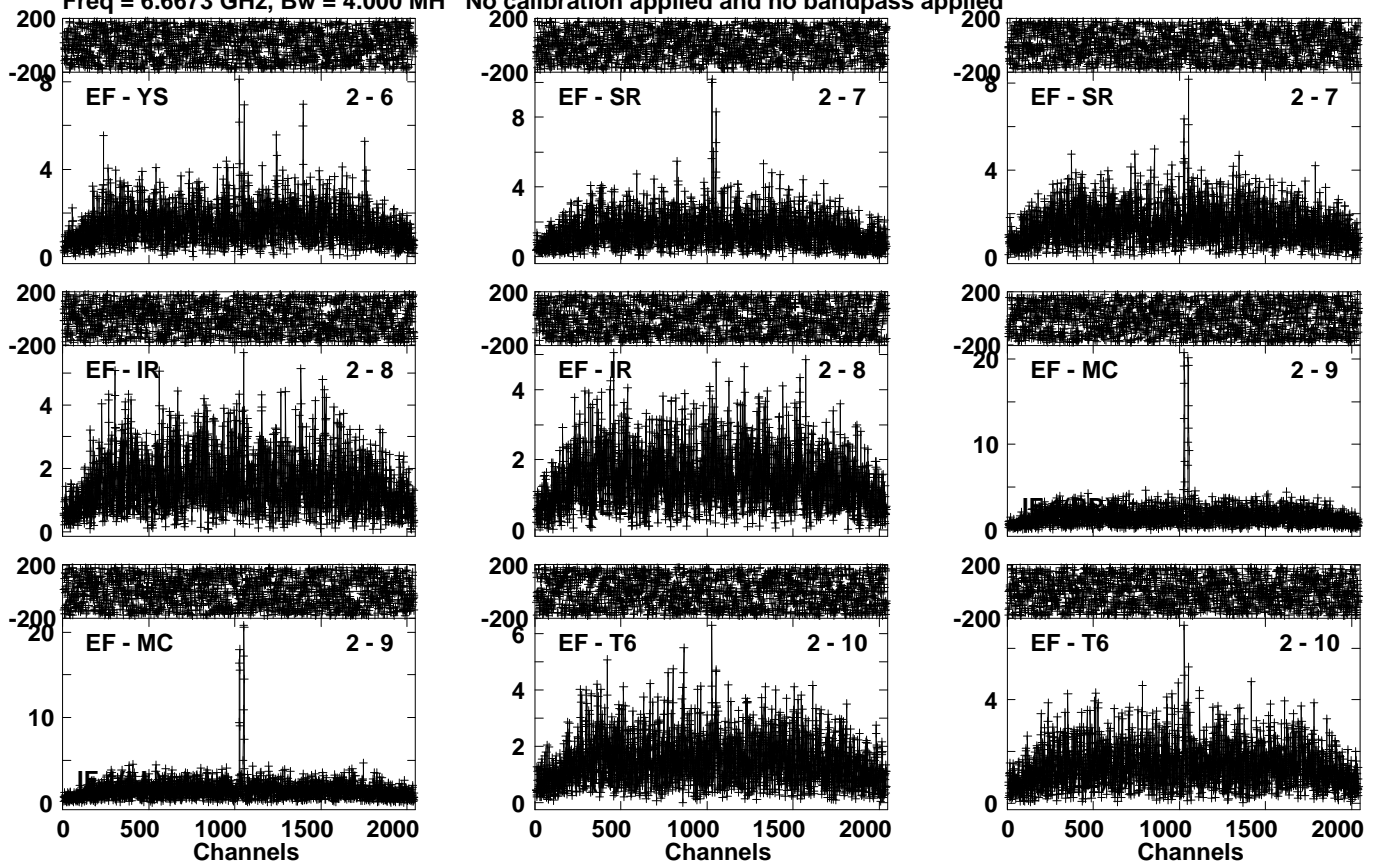 Freq = 6.6673 GHz, Bw = 4.000 MH No calibration applied and no bandpass applied
200 200 200
-200 -200 -200
8 EF - YS 2 - 6 EF - SR 2 - 7 8 EF - SR 2 - 7
8
4 4 4
0 0 0
200 200 200
-200 -200 -200
EF - IR 2 - 8 EF - IR 2 - 8 20 EF - MC 2 - 9
4 4 10
2 2
0 0 0
200 200 200
-200 -200 -200
20 EF - MC 2 - 9 6 EF - T6 2 - 10 EF - T6 2 - 10
10 4 4
2
0 0 0
0 500 1000 1500 2000 0 500 1000 1500 2000 0 500 1000 1500 2000
Channels Channels Channels